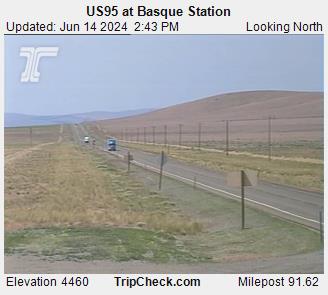 US95 at Basque Station
Updated: Jun 14 2024 2:43 PM Looking North
Elevation 4460 TripCheck.com Milepost 91.62